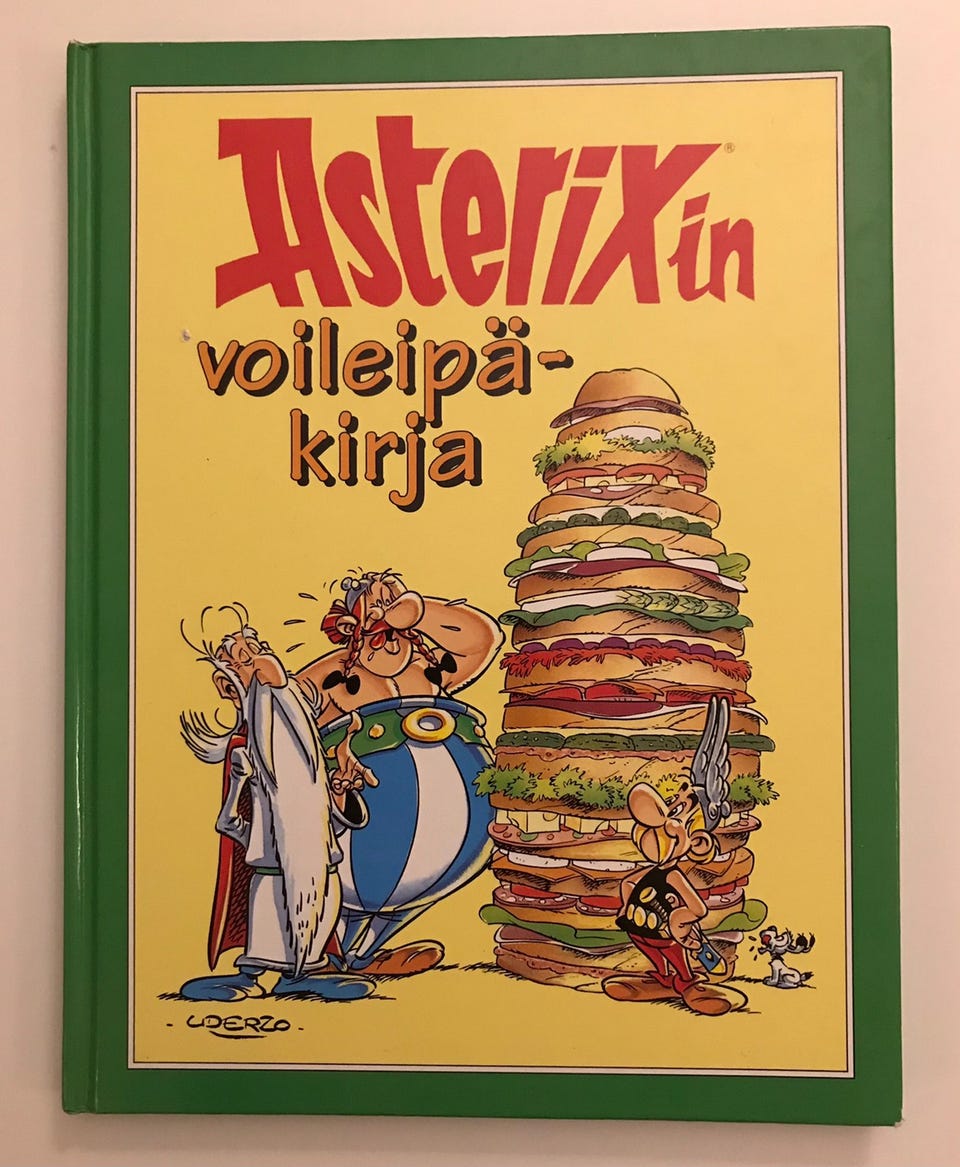 Asterixin
voileipä-
kirja
- UDERZO -